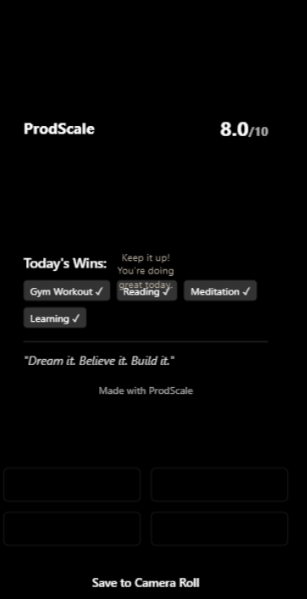 ProdScale
8.0/10
Today's Wins:
Keep it up!
You're doing
great today.
Gym Workout ✓
Reading ✓
Meditation ✓
Learning ✓
"Dream it. Believe it. Build it."
Made with ProdScale
Save to Camera Roll